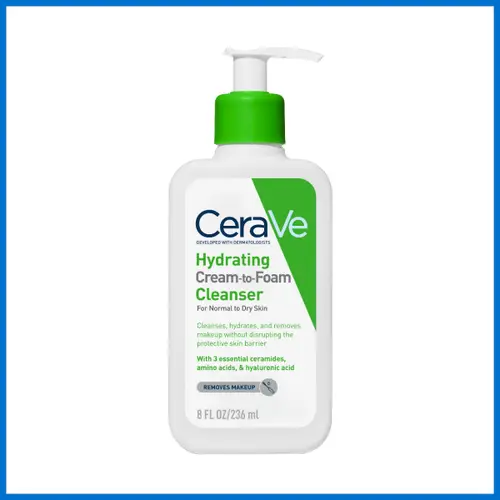 CeraVe
DEVELOPED WITH DERMATOLOGISTS
Hydrating
Cream-to-Foam
Cleanser
For Normal to Dry Skin
Cleanses, hydrates, and removes
makeup without disrupting the
protective skin barrier
With 3 essential ceramides,
amino acids, & hyaluronic acid
REMOVES MAKEUP
8 FL OZ/236 ml